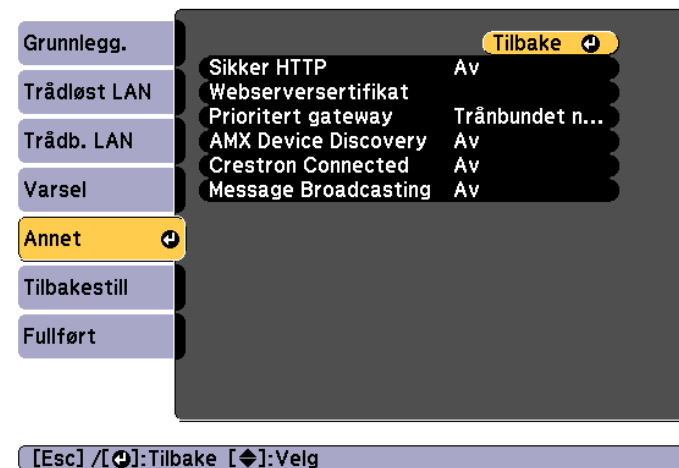 Grunnlegg.
Trådløst LAN
Trådb. LAN
Varsel
Annet
Tilbakestill
Fullført
Tilbake
Sikker HTTP Av
Webserversertifikat
Prioritert gateway Trånbundet n...
AMX Device Discovery Av
Crestron Connected Av
Message Broadcasting Av
[Esc] /[⏎]:Tilbake [◆]:Velg